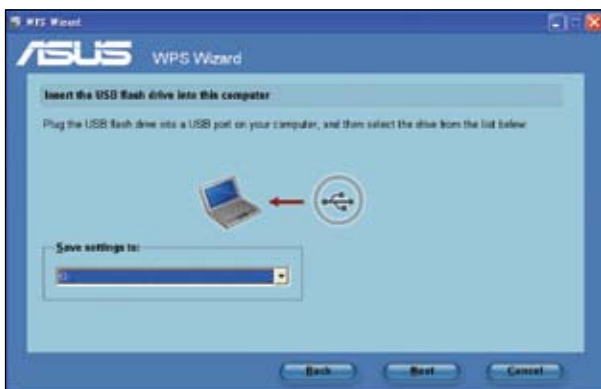 WPS Wizard
ASUS WPS Wizard
Insert the USB flash drive into this computer
Plug the USB flash drive into a USB port on your computer, and then select the drive from the list below
Save settings to:
Back Next Cancel